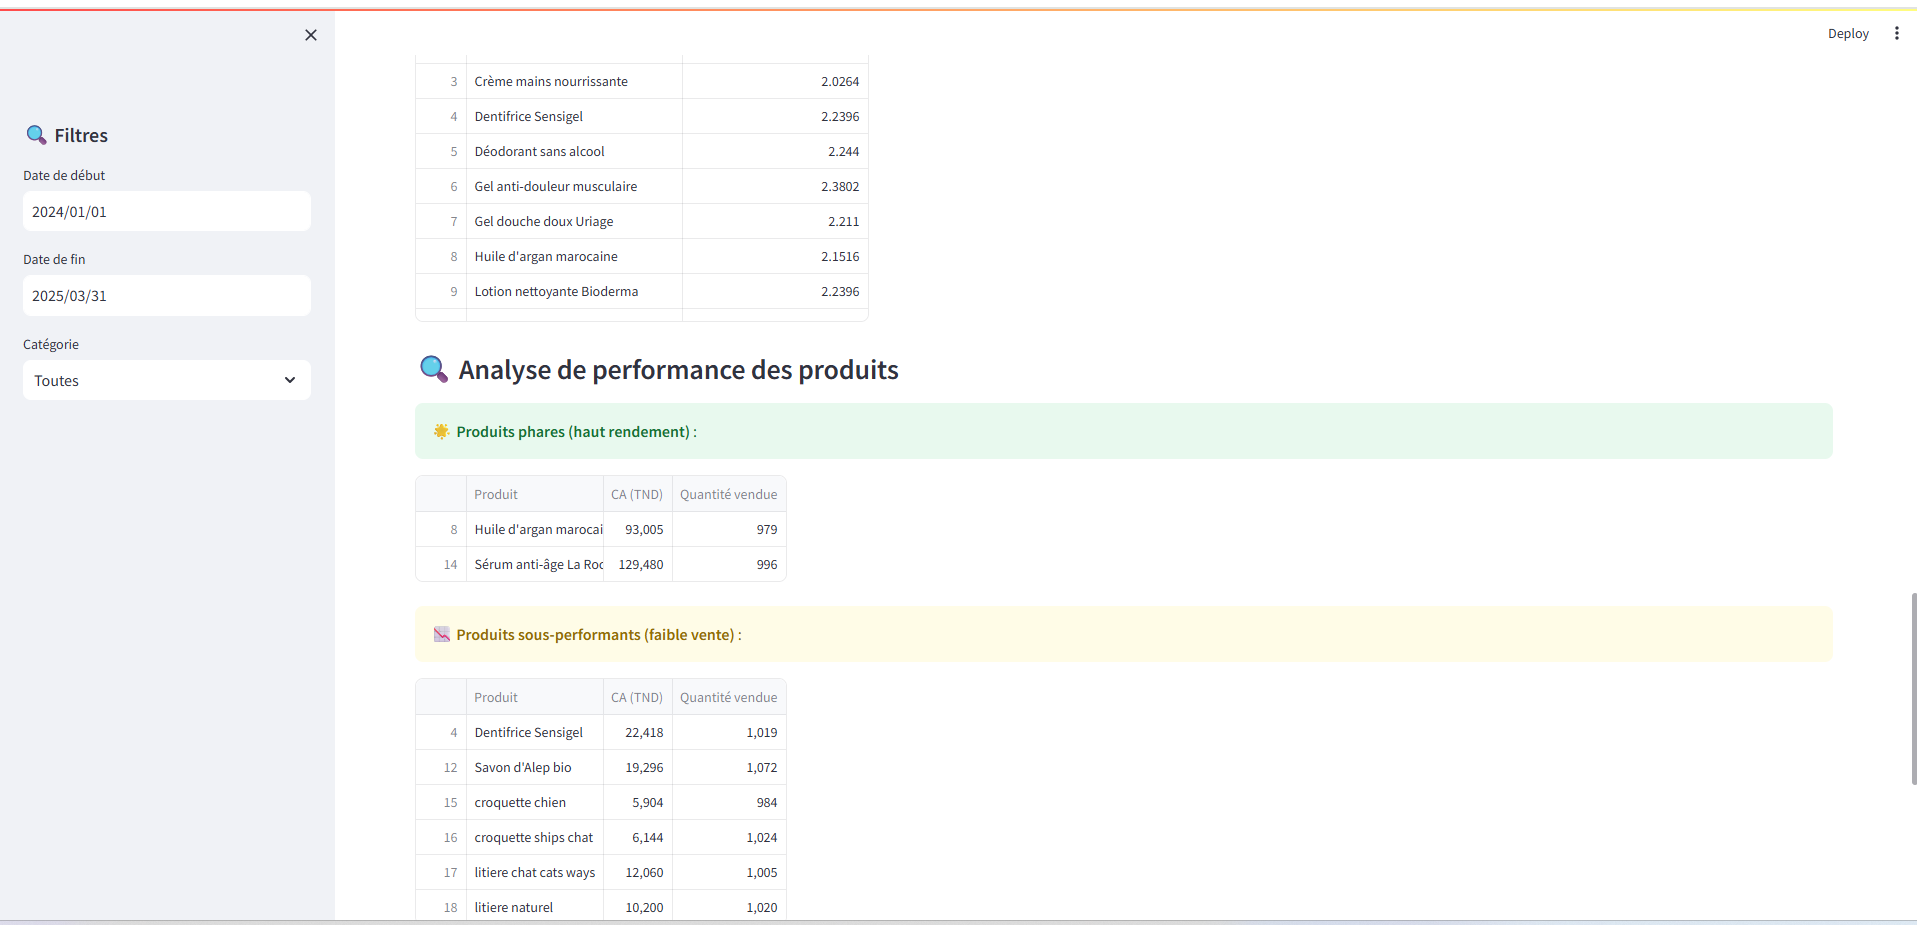 Deploy
Filtres
Date de début
2024/01/01
Date de fin
2025/03/31
Catégorie
Toutes
3 Crème mains nourrissante 2.0264
4 Dentifrice Sensigel 2.2396
5 Déodorant sans alcool 2.244
6 Gel anti-douleur musculaire 2.3802
7 Gel douche doux Uriage 2.211
8 Huile d'argan marocaine 2.1516
9 Lotion nettoyante Bioderma 2.2396
Analyse de performance des produits
Produits phares (haut rendement) :
Produit CA (TND) Quantité vendue
8 Huile d'argan marocai 93,005 979
14 Sérum anti-âge La Roc 129,480 996
Produits sous-performants (faible vente) :
Produit CA (TND) Quantité vendue
4 Dentifrice Sensigel 22,418 1,019
12 Savon d'Alep bio 19,296 1,072
15 croquette chien 5,904 984
16 croquette ships chat 6,144 1,024
17 litiere chat cats ways 12,060 1,005
18 litiere naturel 10,200 1,020